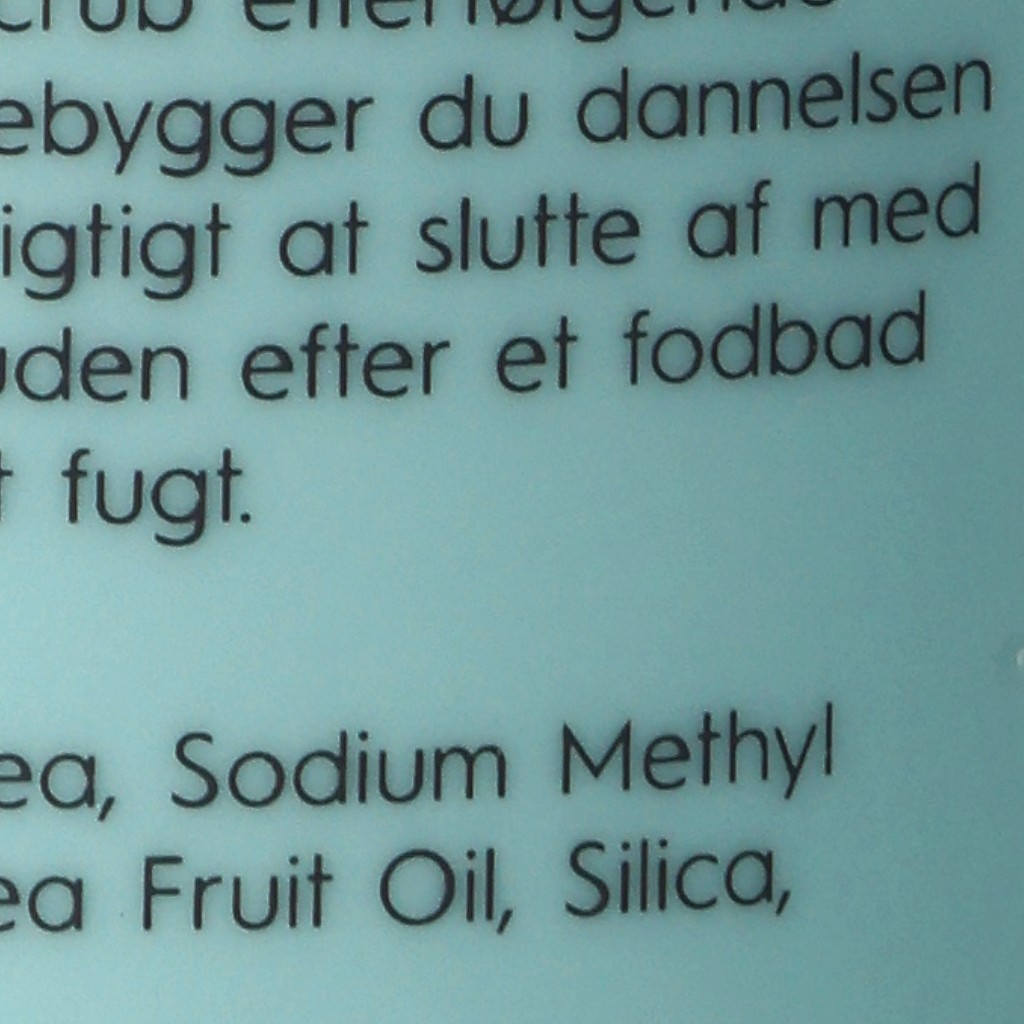 efterfølgende
ebygger du dannelsen
igtigt at slutte af med
uden efter et fodbad
t fugt.
ea, Sodium Methyl
ea Fruit Oil, Silica,